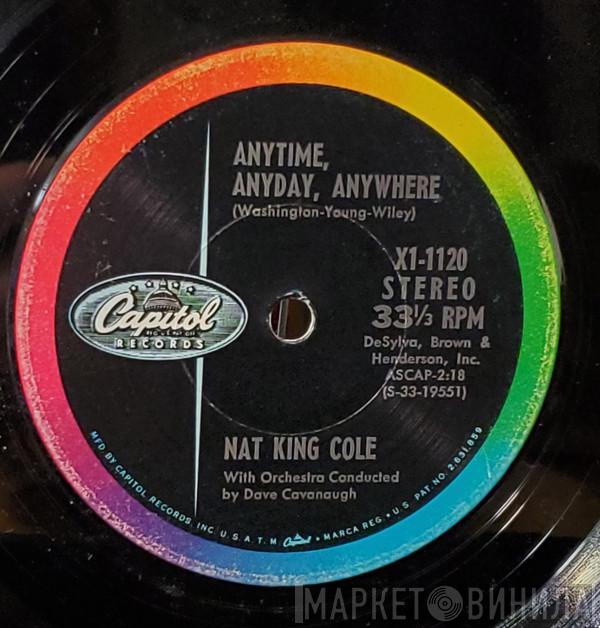 ANYTIME,
ANYDAY, ANYWHERE
(Washington-Young-Wiley)
X1-1120
STEREO
33⅓ RPM
DeSylva, Brown &
Henderson, Inc.
ASCAP-2:18
(S-33-19551)
Capitol
RECORDS
NAT KING COLE
With Orchestra Conducted
by Dave Cavanaugh
MFD BY CAPITOL RECORDS INC. U.S.A. T.M. Capitol • MARCA REG. • U.S. PAT. NO. 2,631,859
МАРКЕТ ВИНИЛА